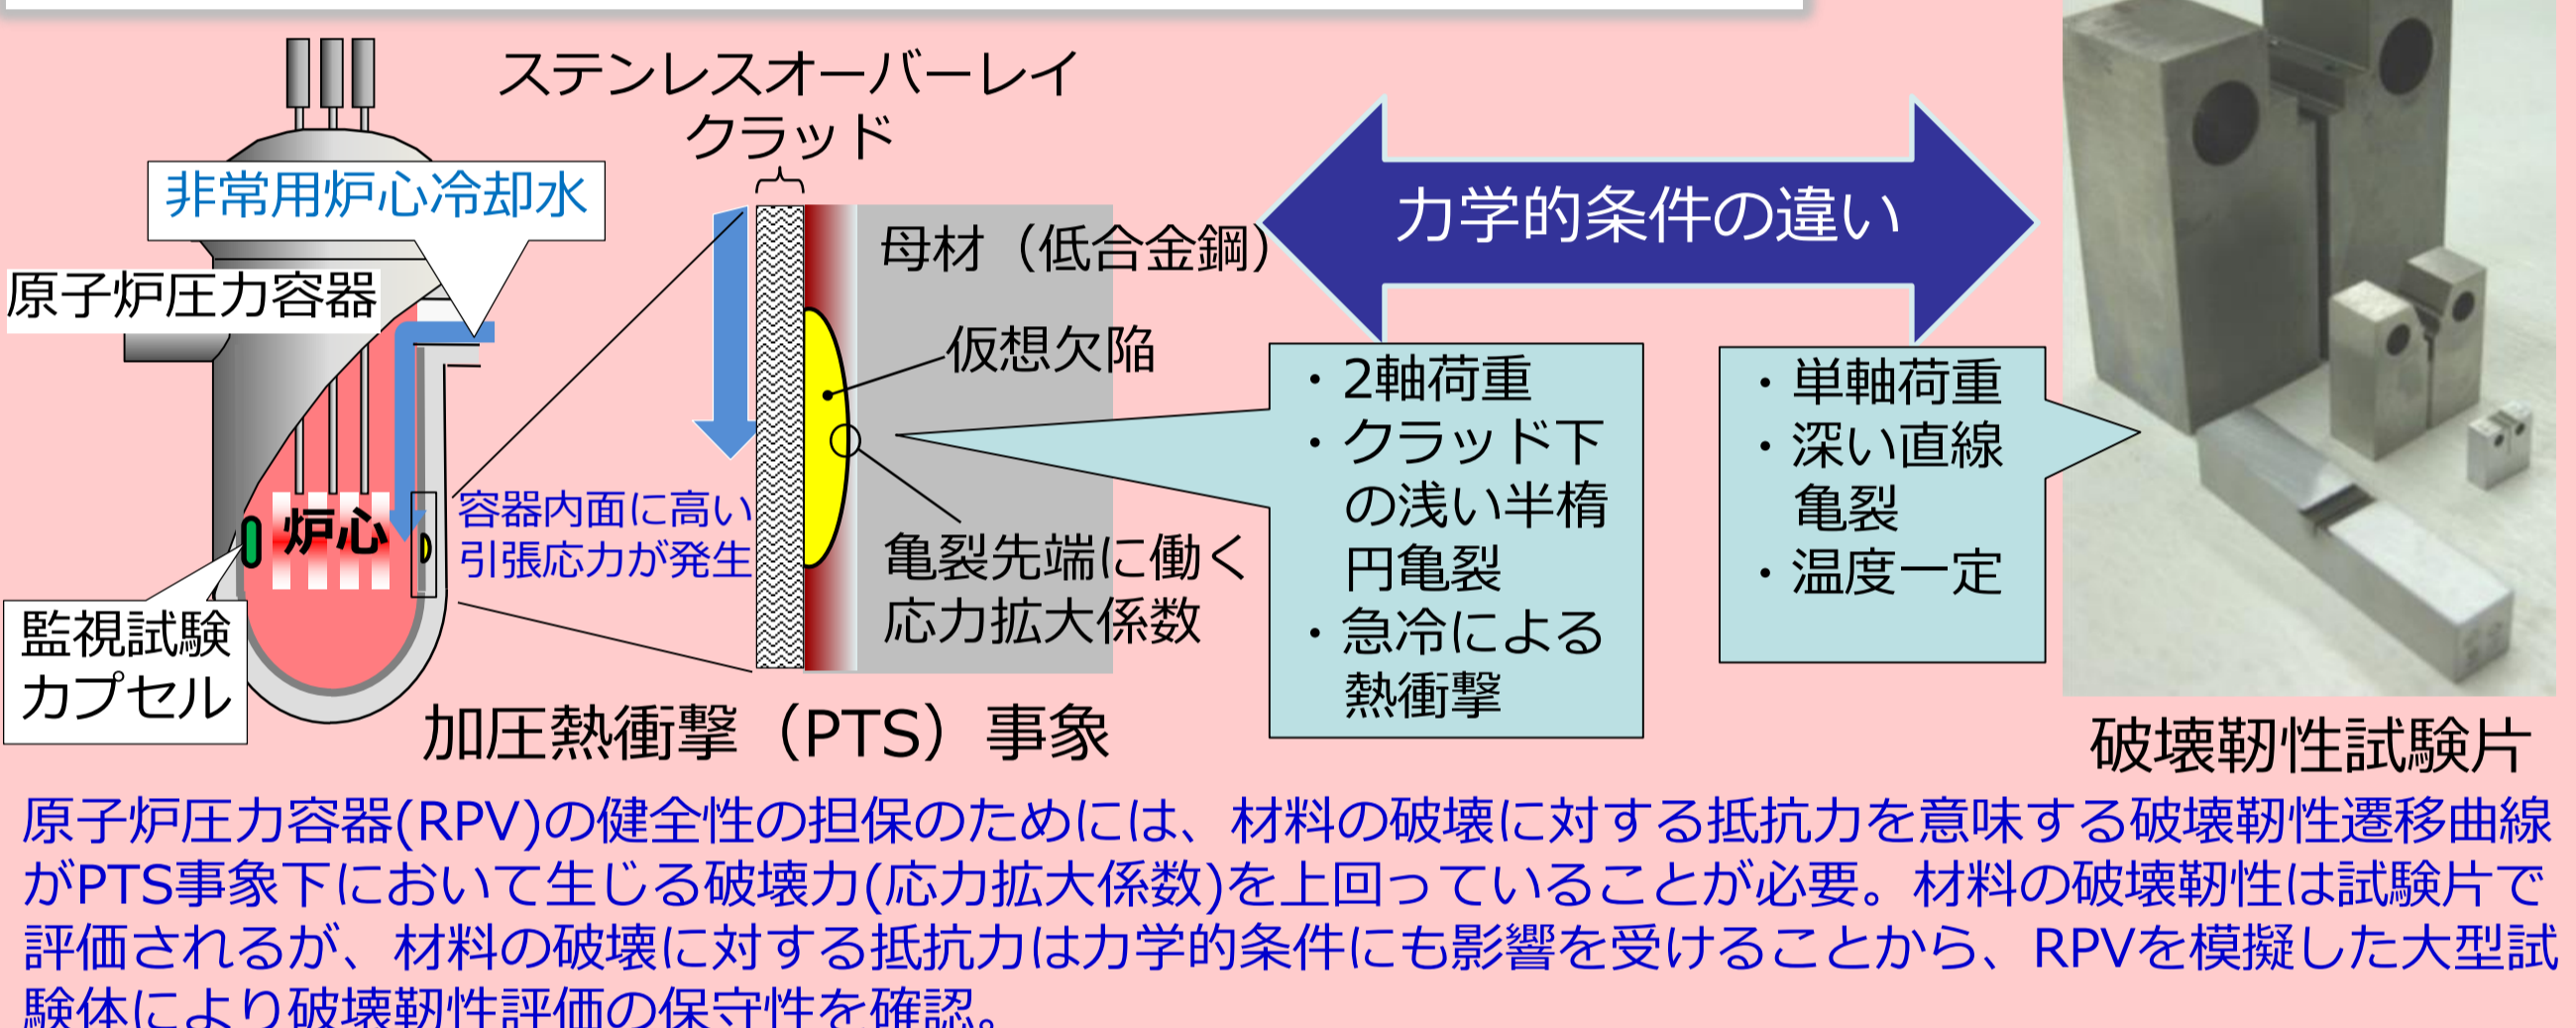 ステンレスオーバーレイ
クラッド
非常用炉心冷却水
原子炉圧力容器
母材（低合金鋼）
仮想欠陥
容器内面に高い
引張応力が発生
炉心
亀裂先端に働く
応力拡大係数
監視試験
カプセル
加圧熱衝撃（PTS）事象
力学的条件の違い
・2軸荷重
・クラッド下
の浅い半楕
円亀裂
・急冷による
熱衝撃
・単軸荷重
・深い直線
亀裂
・温度一定
破壊靭性試験片
原子炉圧力容器(RPV)の健全性の担保のためには、材料の破壊に対する抵抗力を意味する破壊靭性遷移曲線
がPTS事象下において生じる破壊力(応力拡大係数)を上回っていることが必要。材料の破壊靭性は試験片で
評価されるが、材料の破壊に対する抵抗力は力学的条件にも影響を受けることから、RPVを模擬した大型試
験体により破壊靭性評価の保守性を確認。